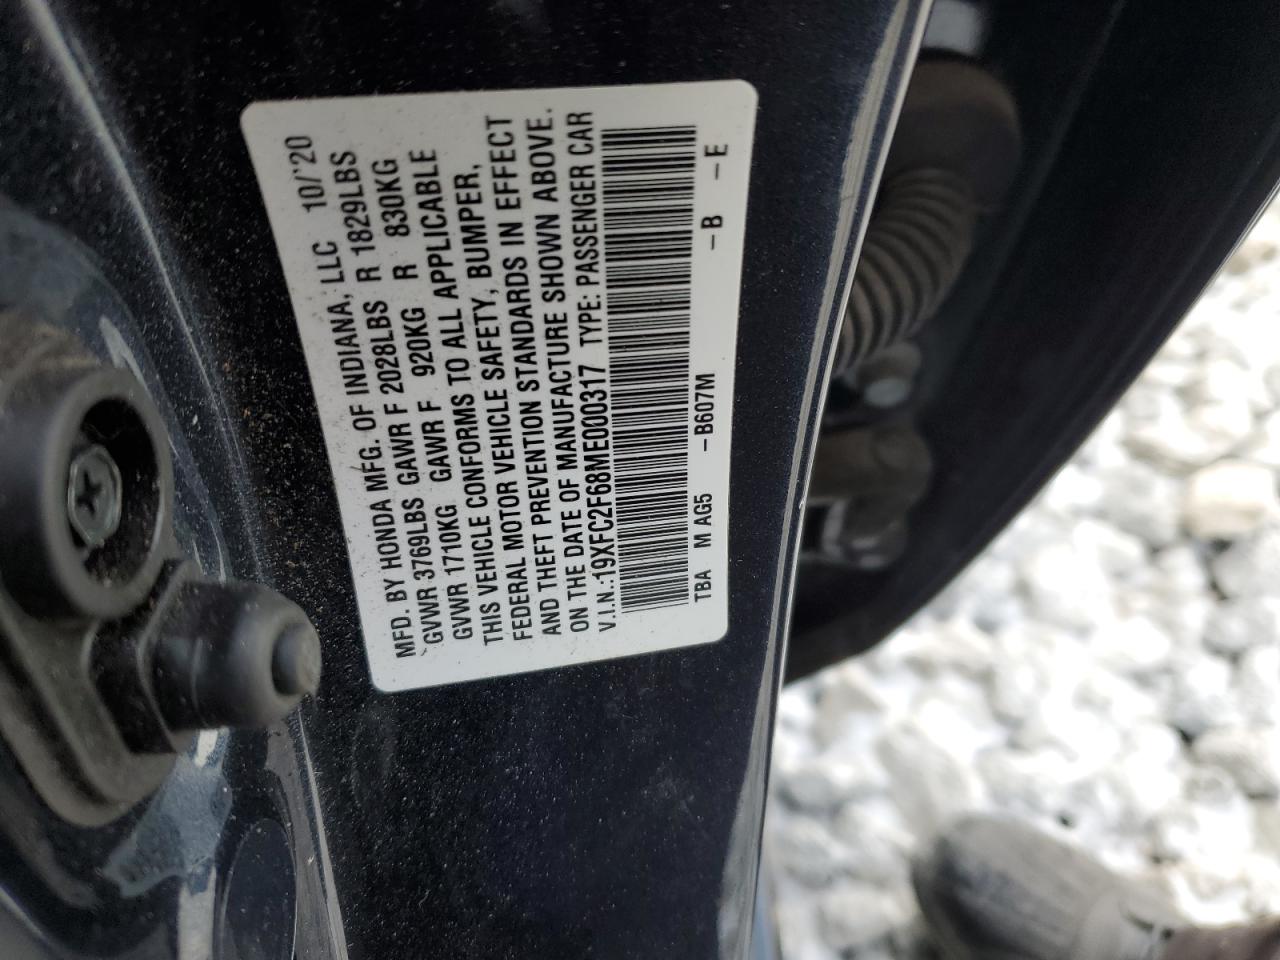 MFD. BY HONDA MFG. OF INDIANA, LLC 10/'20
GVWR 3769LBS GAWR F 2028LBS R 1829LBS
GVWR 1710KG GAWR F 920KG R 830KG
THIS VEHICLE CONFORMS TO ALL APPLICABLE
FEDERAL MOTOR VEHICLE SAFETY, BUMPER,
AND THEFT PREVENTION STANDARDS IN EFFECT
ON THE DATE OF MANUFACTURE SHOWN ABOVE.
V.I.N.:19XFC2F68ME000317 TYPE: PASSENGER CAR
TBA M AG5 -B607M -B -E